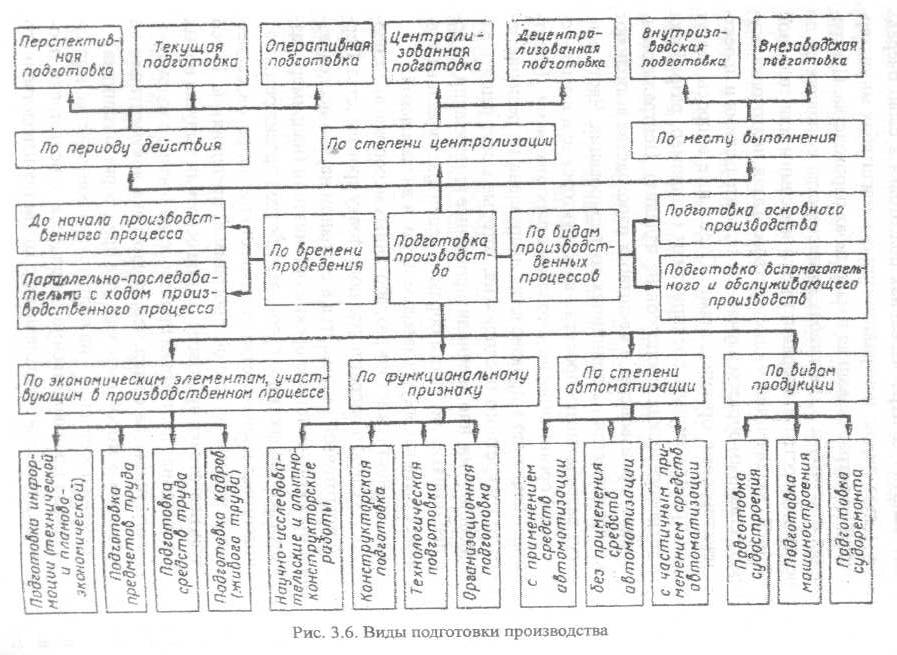 Перспектив-
ная
подготовка
Текущая
подготовка
Оперативная
подготовка
Централи-
зованная
подготовка
Децентра-
лизованная
подготовка
Внутриза-
водская
подготовка
Внезаводская
подготовка
По периоду действия
По степени централизации
По месту выполнения
До начала производст-
венного процесса
Параллельно-последова-
тельно с ходом произ-
водственного процесса
По времени
проведения
Подготовка
производст-
ва
По видам
производст-
венных
процессов
Подготовка основного
производства
Подготовка вспомогатель-
ного и обслуживающего
производств
По экономическим элементам, участ-
вующим в производственном процессе
По функциональному
признаку
По степени
автоматизации
По видам
продукции
Подготовка инфор-
мации (технической
и планово-
экономической)
Подготовка
предметов труда
Подготовка
средств труда
Подготовка кадров
(живого труда)
Научно-исследова-
тельские и опытно-
конструкторские
работы
Конструкторская
подготовка
Технологическая
подготовка
Организационная
подготовка
с применением
средств
автоматизации
без применения
средств
автоматизации
с частичным при-
менением средств
автоматизации
Подготовка
судостроения
Подготовка
машиностроения
Подготовка
судоремонта
Рис. 3.6. Виды подготовки производства